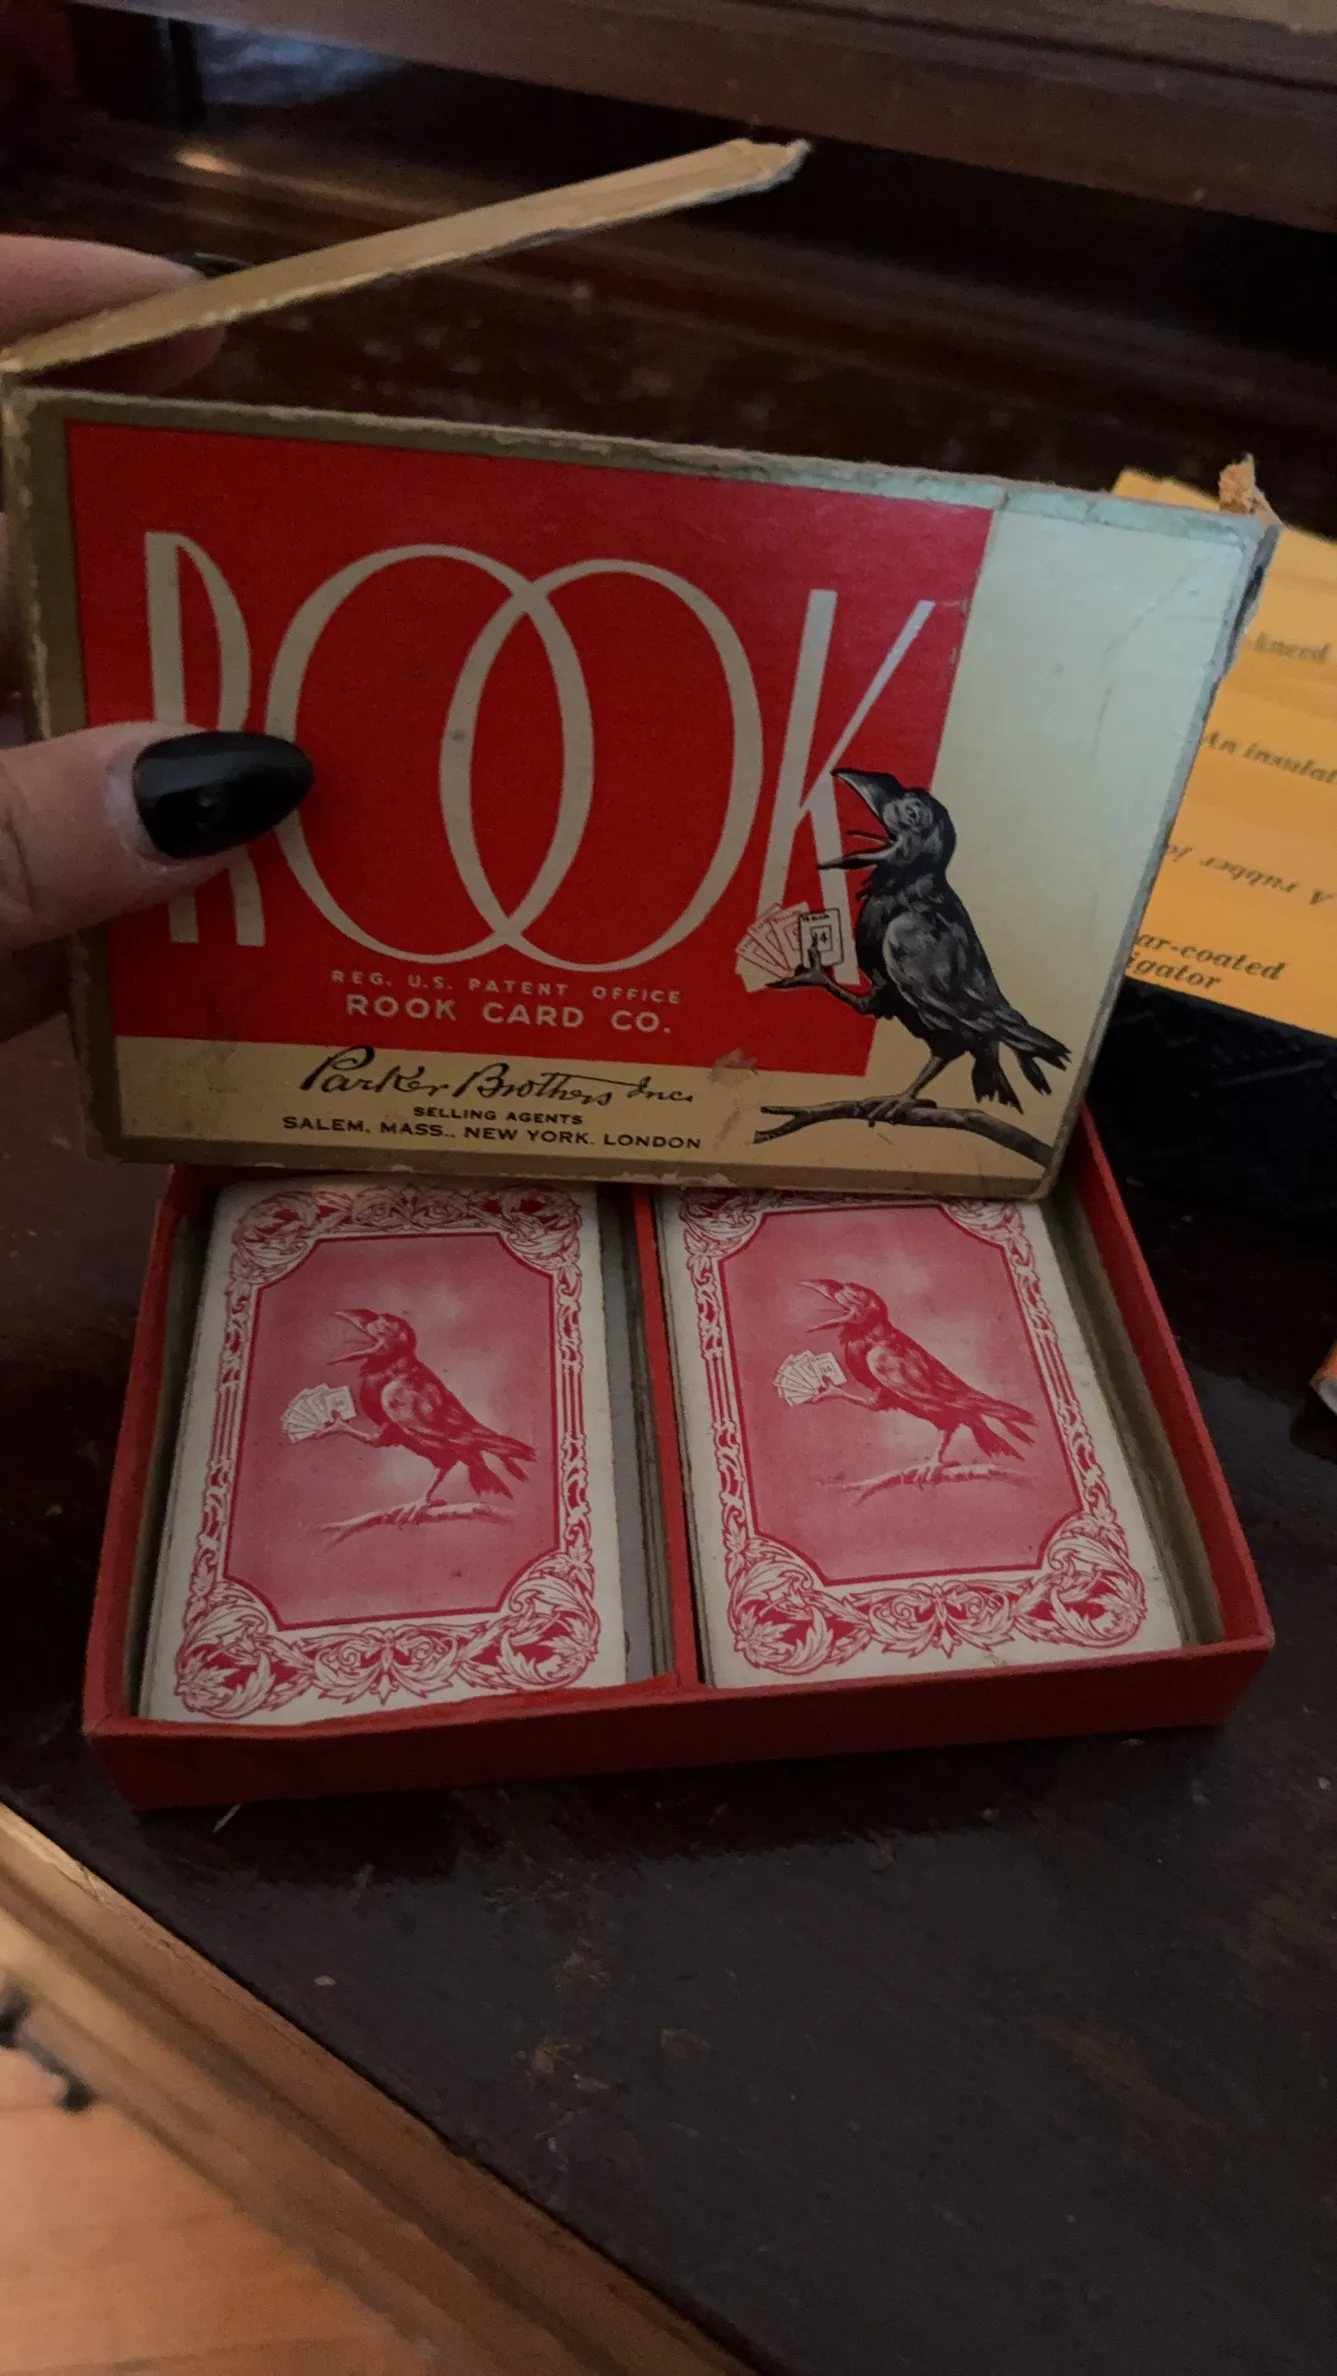 ROOK
REG. U.S. PATENT OFFICE
ROOK CARD CO.
Parker Brothers Inc.
SELLING AGENTS
SALEM, MASS., NEW YORK, LONDON
14
-kneed
An insulat
A rubber
ar-coated
igator